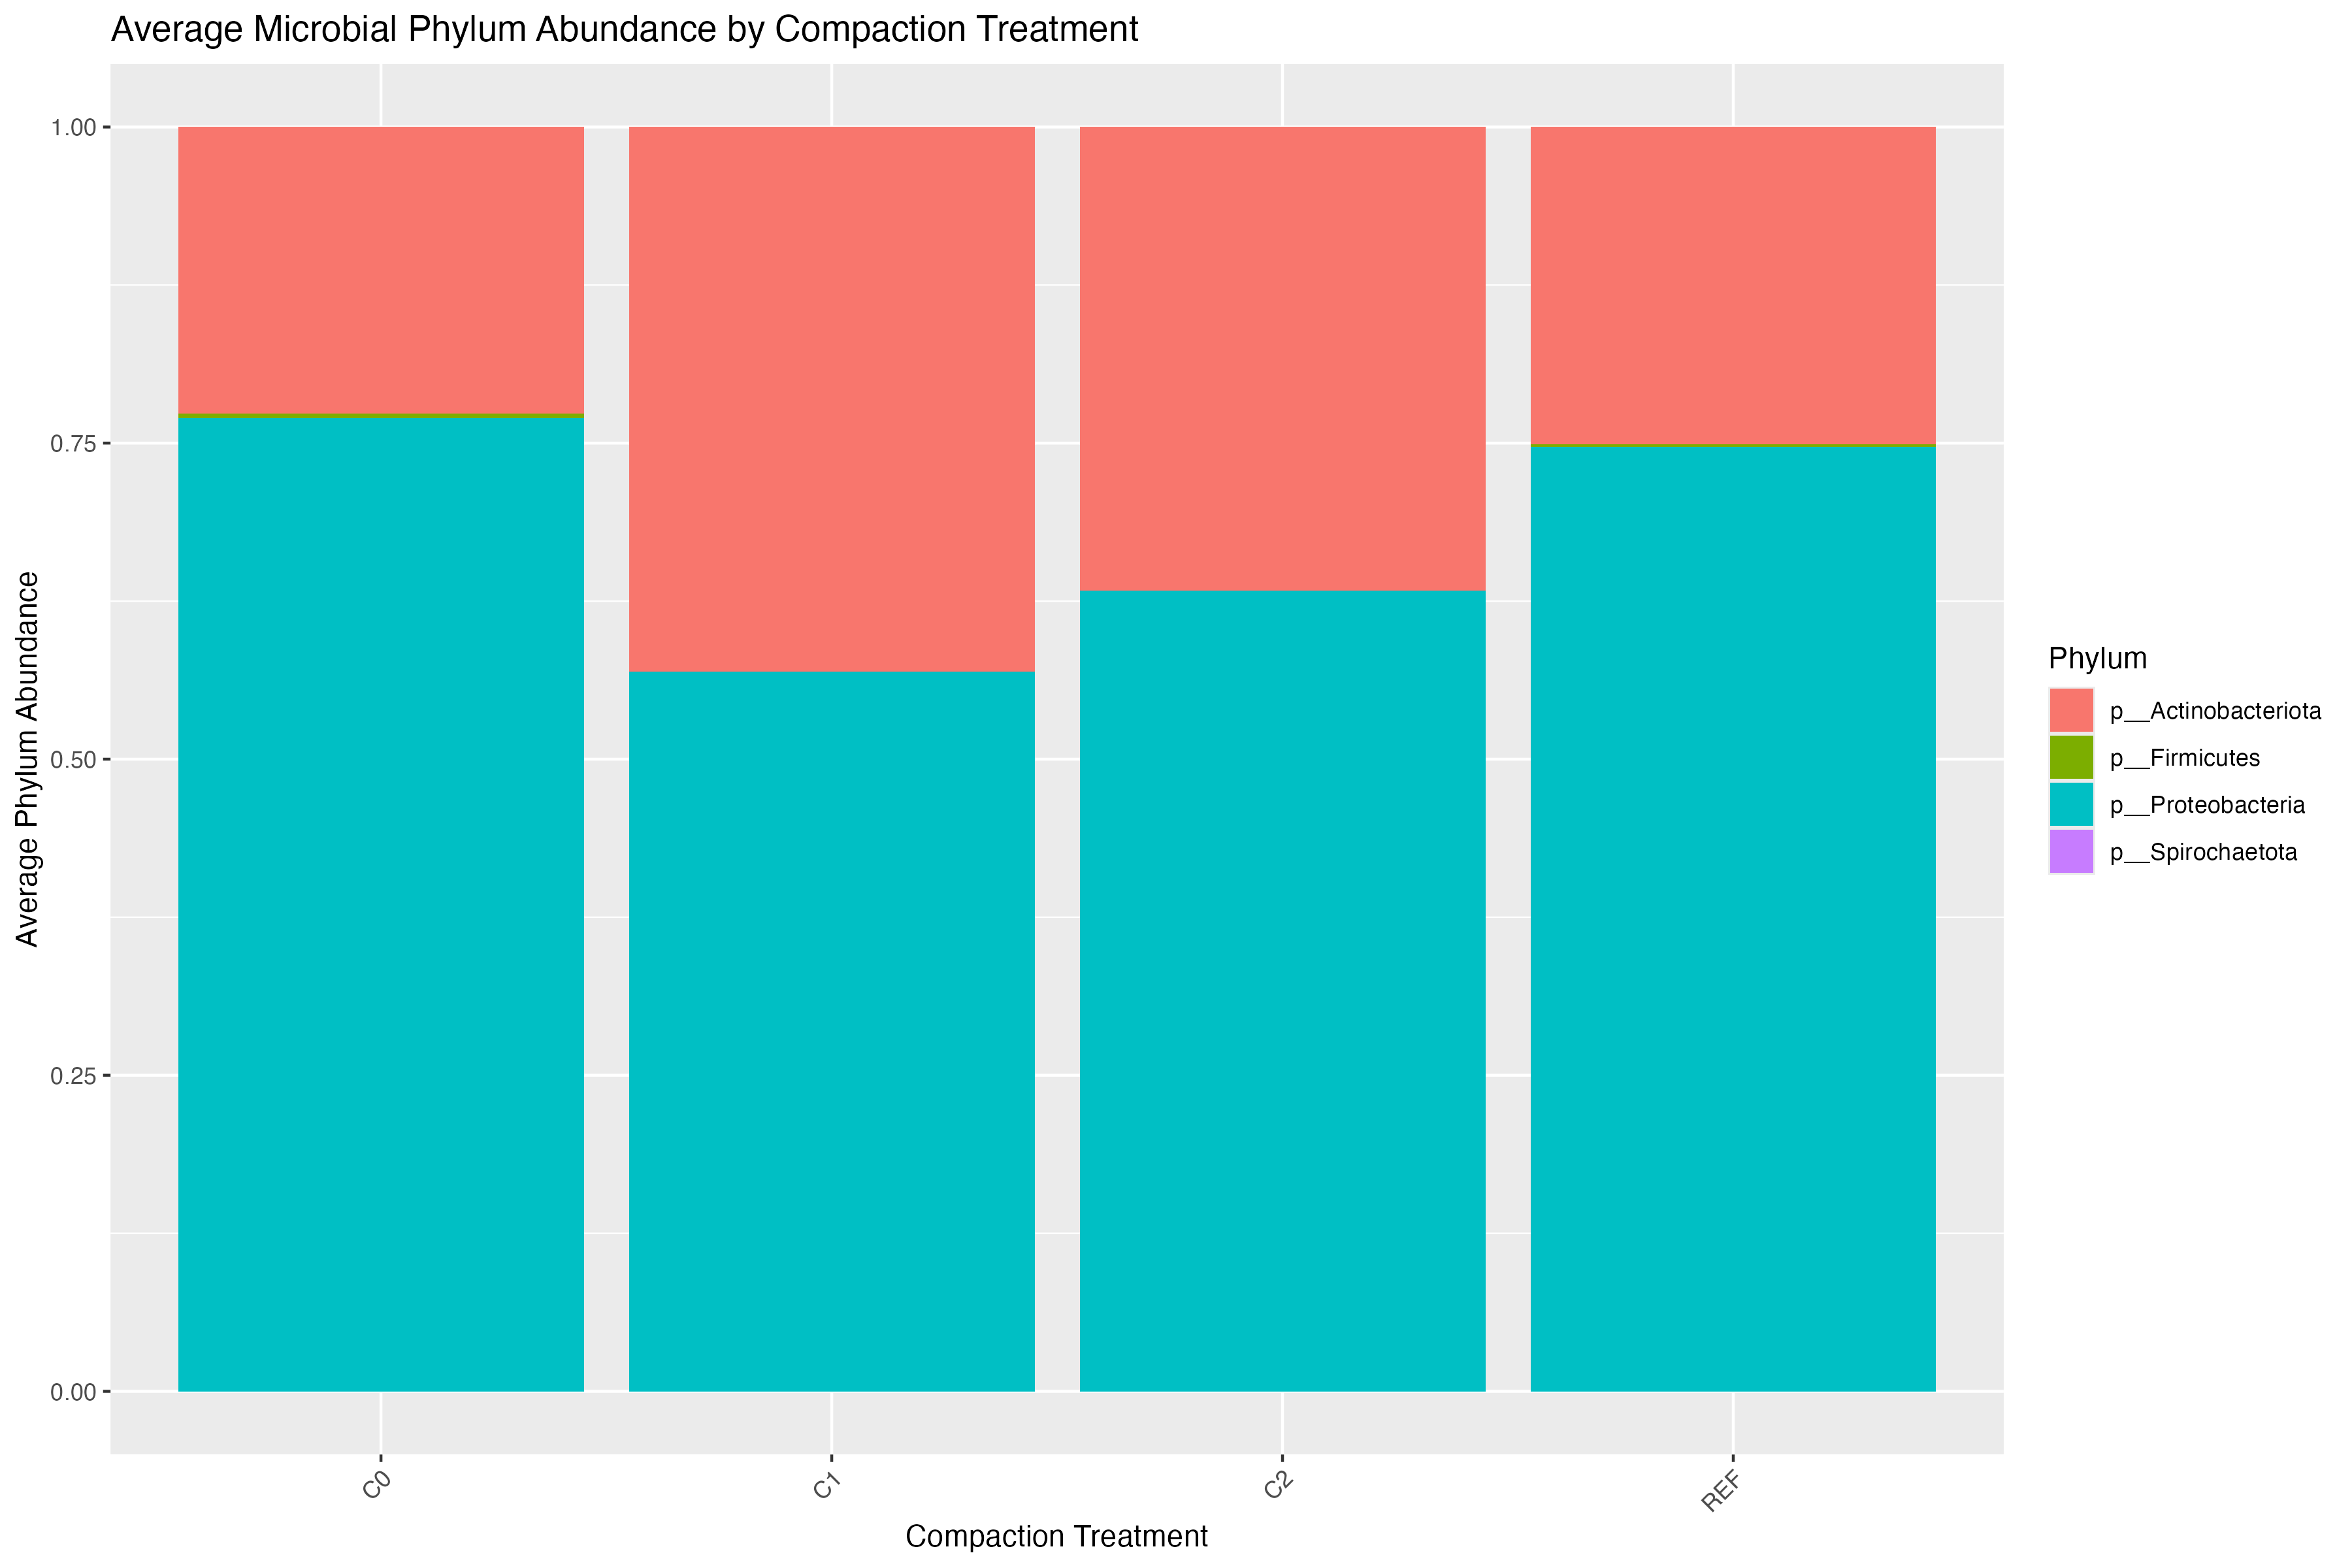 Average Microbial Phylum Abundance by Compaction Treatment
Average Phylum Abundance
1.00
0.75
0.50
0.25
0.00
C0
C1
C2
REF
Compaction Treatment
Phylum
p__Actinobacteriota
p__Firmicutes
p__Proteobacteria
p__Spirochaetota